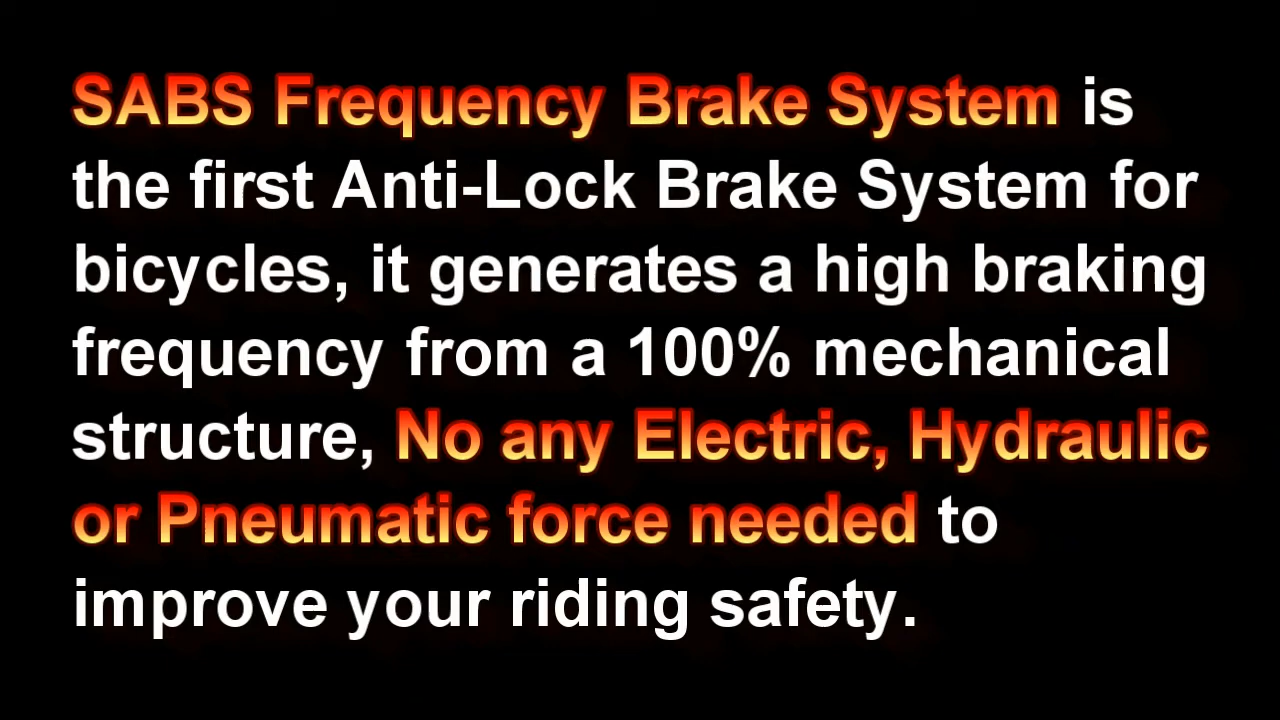 SABS Frequency Brake System is
the first Anti-Lock Brake System for
bicycles, it generates a high braking
frequency from a 100% mechanical
structure, No any Electric, Hydraulic
or Pneumatic force needed to
improve your riding safety.